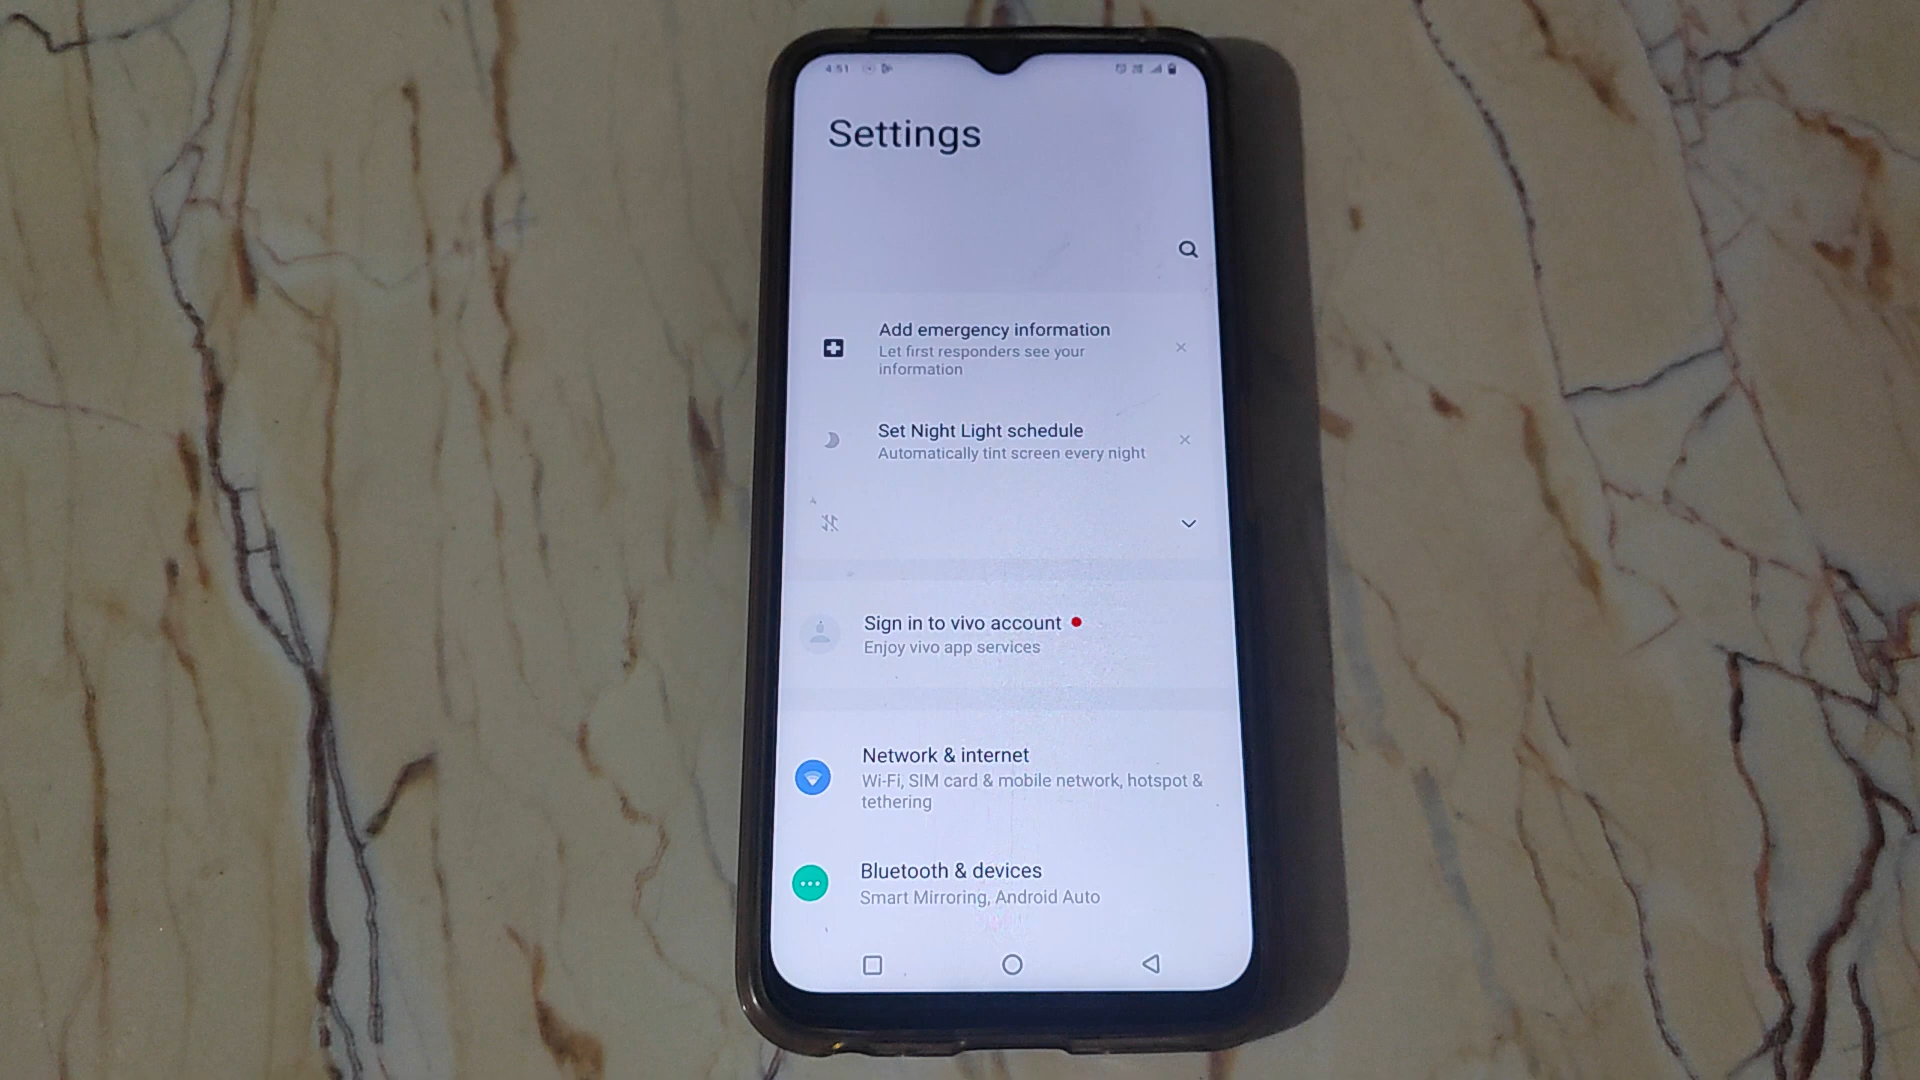 4:51
Settings
Add emergency information
Let first responders see your
information
Set Night Light schedule
Automatically tint screen every night
Sign in to vivo account
Enjoy vivo app services
Network & internet
Wi-Fi, SIM card & mobile network, hotspot &
tethering
Bluetooth & devices
Smart Mirroring, Android Auto